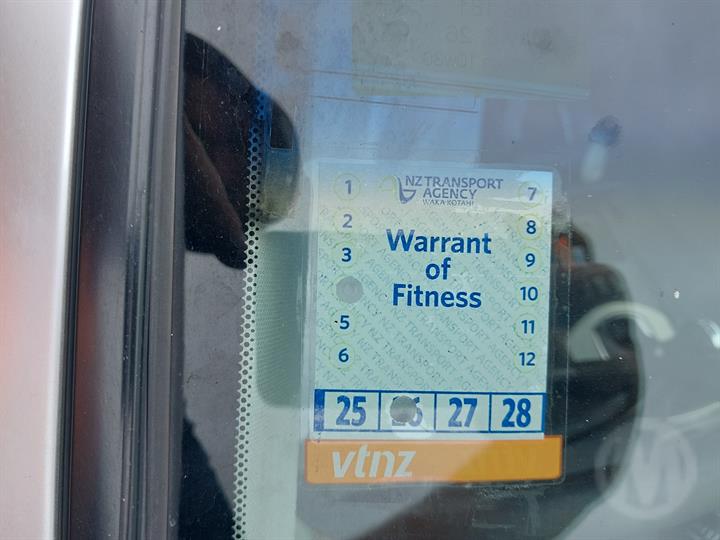 1
NZ TRANSPORT
AGENCY
WAKA KOTAHI
7
2
8
3
Warrant
of
Fitness
9
10
5
11
6
12
25 26 27 28
vtnz